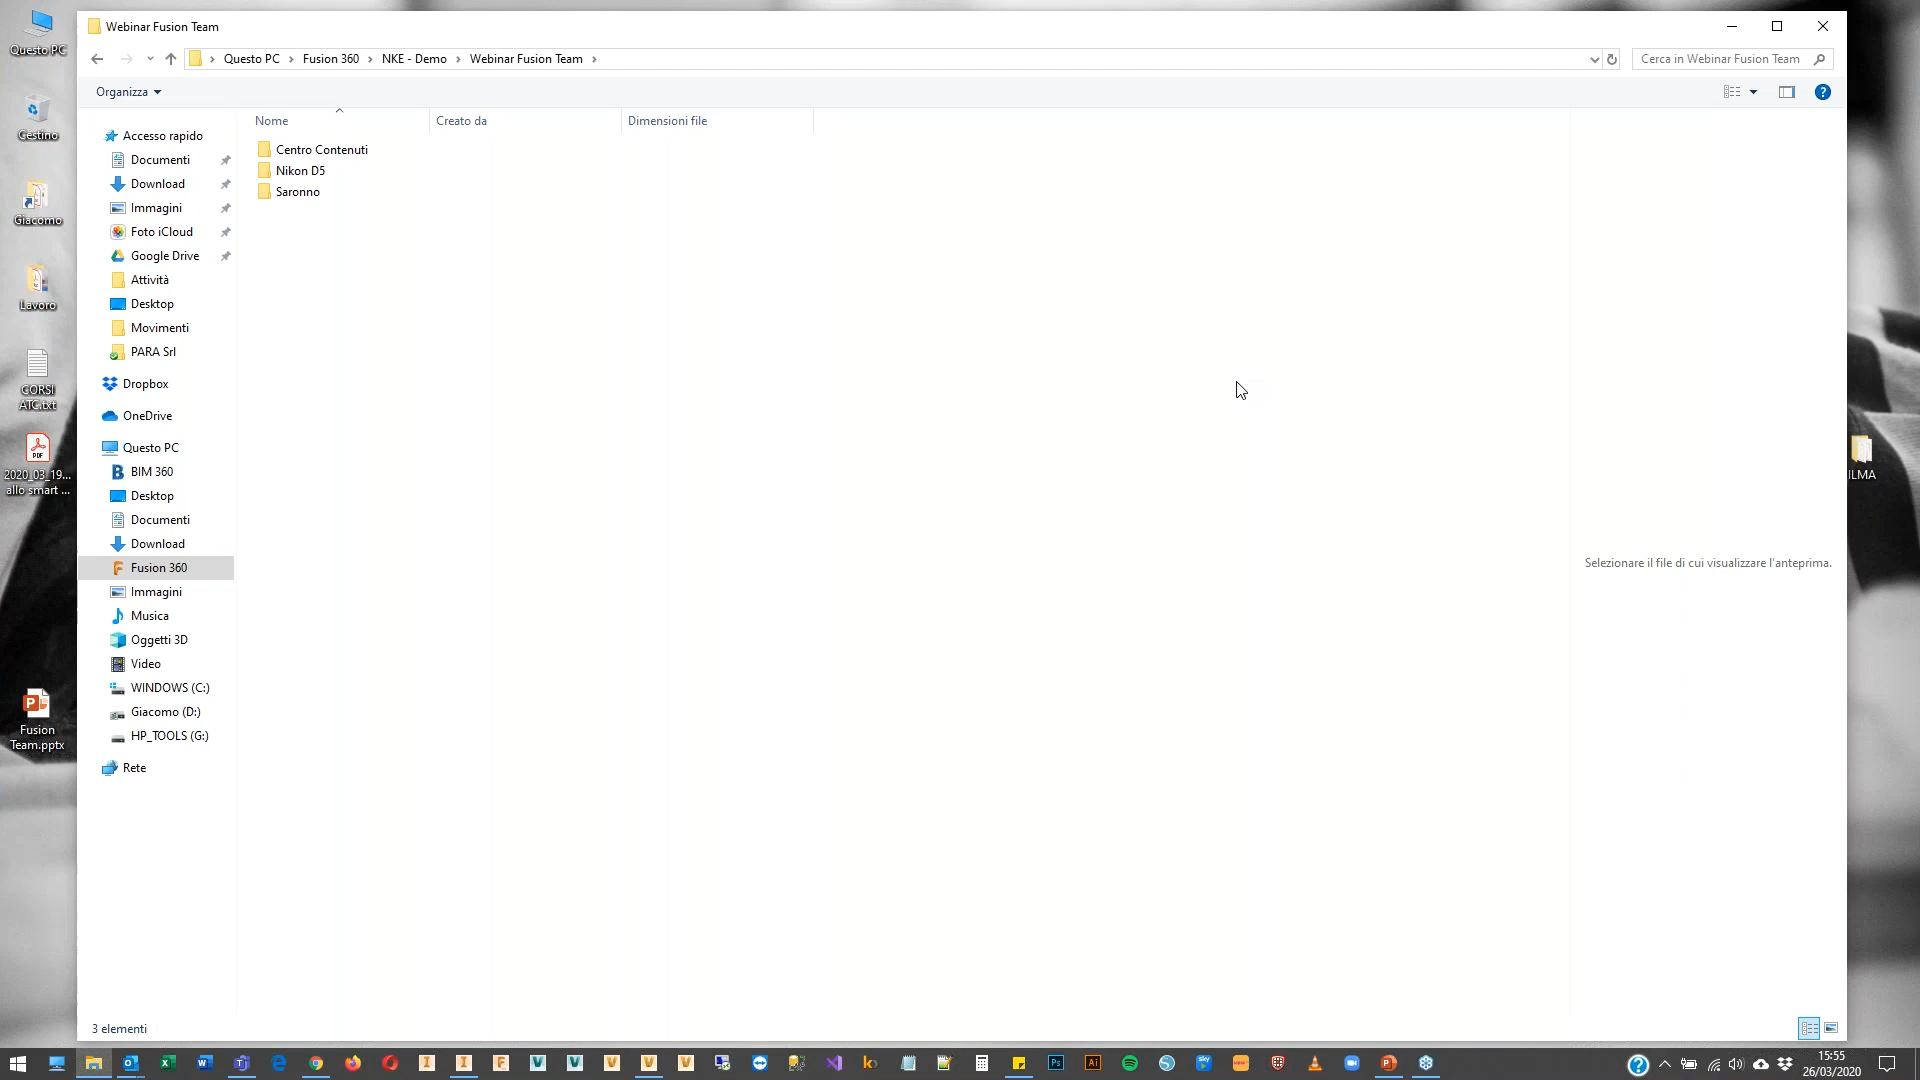 Webinar Fusion Team
Questo PC
Fusion 360
NKE - Demo
Webinar Fusion Team
Cerca in Webinar Fusion Team
Organizza
Nome
Creato da
Dimensioni file
Centro Contenuti
Nikon D5
Saronno
Accesso rapido
Documenti
Download
Immagini
Foto iCloud
Google Drive
Attività
Desktop
Movimenti
PARA Srl
Dropbox
OneDrive
Questo PC
BIM 360
Desktop
Documenti
Download
Fusion 360
Immagini
Musica
Oggetti 3D
Video
WINDOWS (C:)
Giacomo (D:)
HP_TOOLS (G:)
Rete
Selezionare il file di cui visualizzare l'anteprima.
3 elementi
Questo PC
Cestino
Giacomo
Lavoro
CORSI
ATC.txt
PDF
2020_03_19...
allo smart ...
Fusion
Team.pptx
ILMA
15:55
26/03/2020